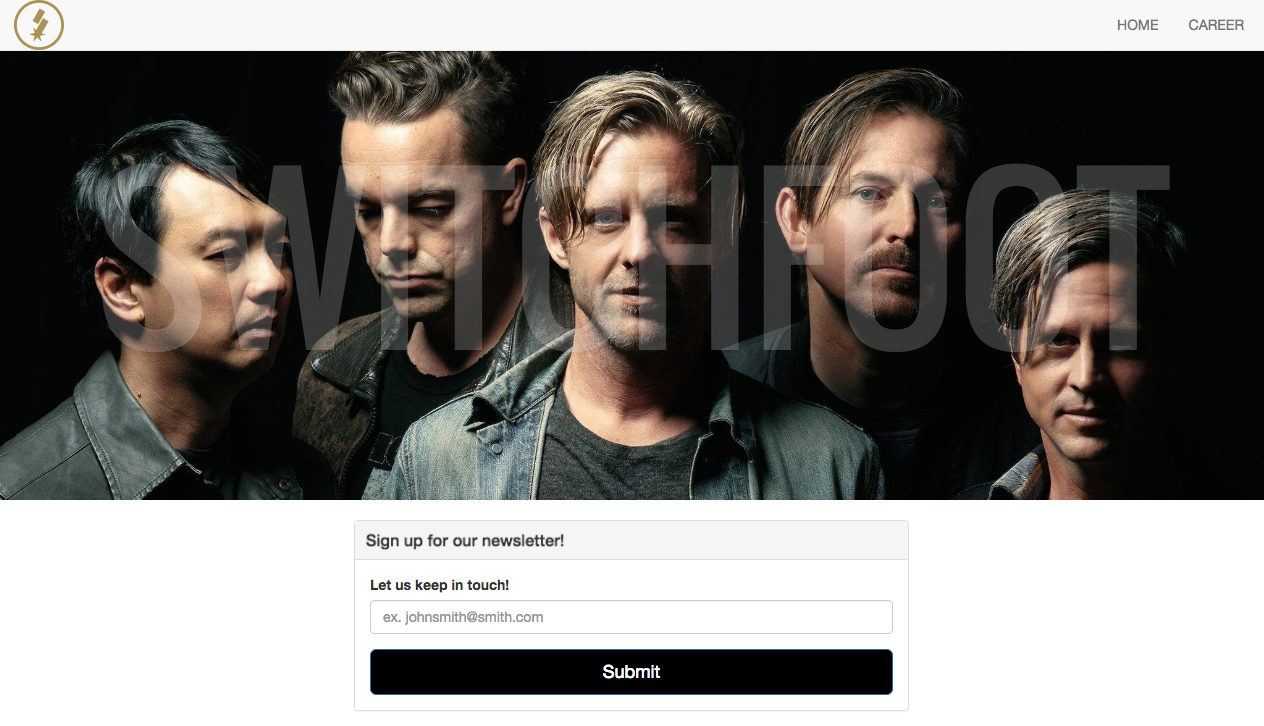 HOME CAREER
SWITCHFOOT
Sign up for our newsletter!
Let us keep in touch!
ex. johnsmith@smith.com
Submit